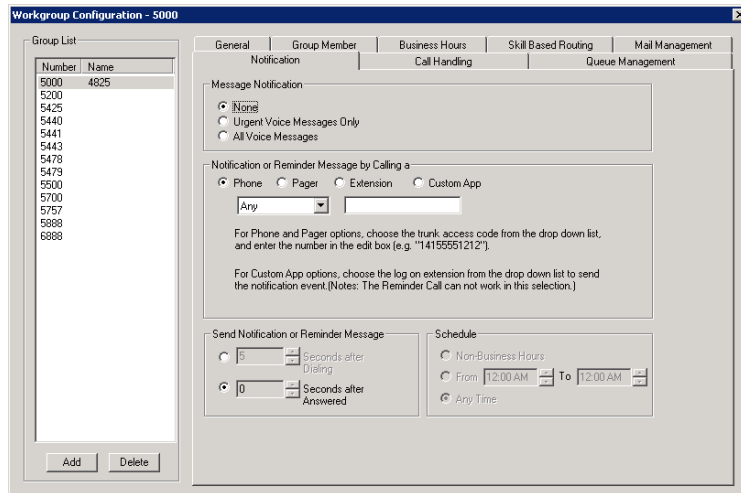 Workgroup Configuration - 5000
Group List
Number Name
5000 4825
5200
5425
5440
5441
5443
5478
5479
5500
5700
5757
5888
6888
Add Delete
General Group Member Business Hours Skill Based Routing Mail Management
Notification Call Handling Queue Management
Message Notification
None
Urgent Voice Messages Only
All Voice Messages
Notification or Reminder Message by Calling a
Phone Pager Extension Custom App
Any
For Phone and Pager options, choose the trunk access code from the drop down list,
and enter the number in the edit box (e.g. "14155551212").
For Custom App options, choose the log on extension from the drop down list to send
the notification event.(Notes: The Reminder Call can not work in this selection.)
Send Notification or Reminder Message
5 Seconds after
Dialing
0 Seconds after
Answered
Schedule
Non-Business Hours
From 12:00 AM To 12:00 AM
Any Time